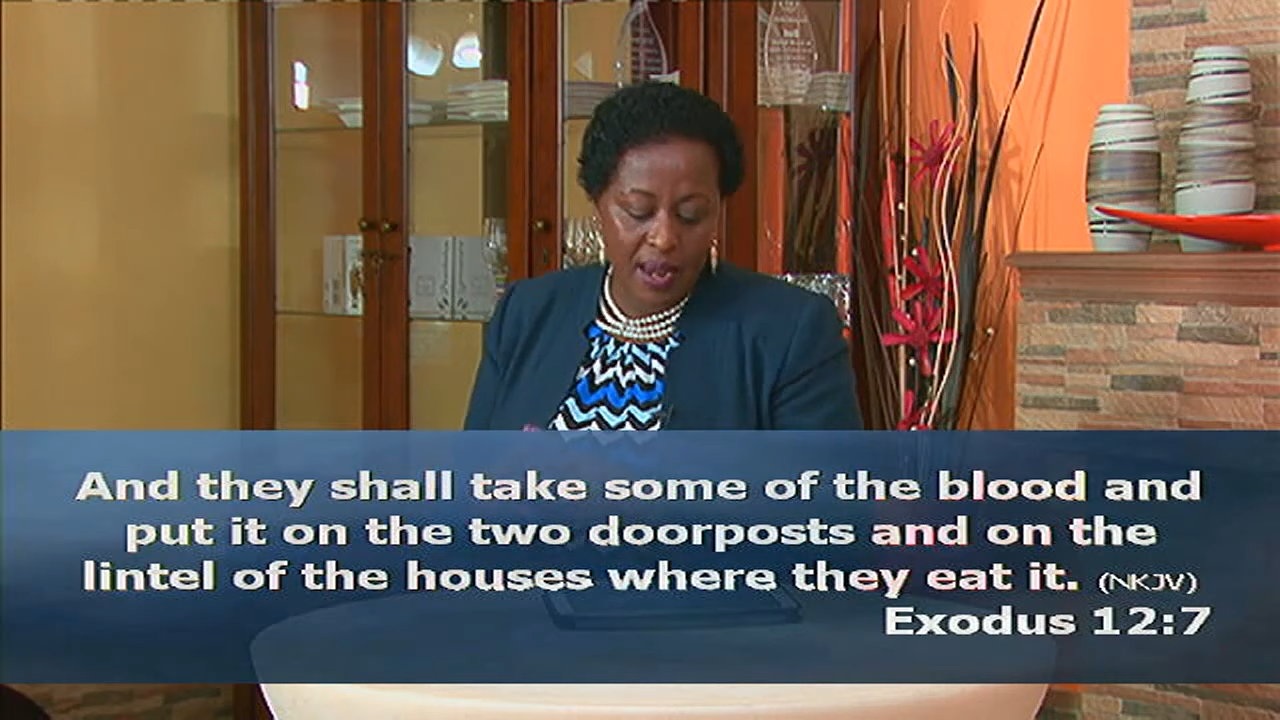 And they shall take some of the blood and
put it on the two doorposts and on the
lintel of the houses where they eat it. (NKJV)
Exodus 12:7